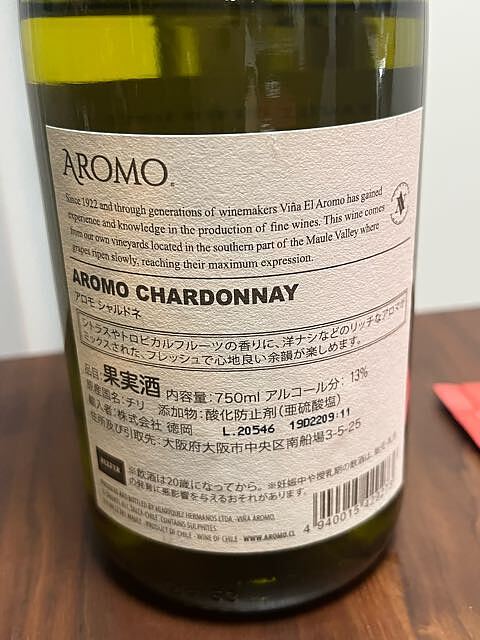 AROMO®
Since 1922 and through generations of winemakers Viña El Aromo has gained
experience and knowledge in the production of fine wines. This wine comes
from our own vineyards located in the southern part of the Maule Valley where
grapes ripen slowly, reaching their maximum expression.
AROMO CHARDONNAY
アロモ シャルドネ
シトラスやトロピカルフルーツの香りに、洋ナシなどのリッチなアロマが
ミックスされた、フレッシュで心地良い余韻が楽しめます。
品目:果実酒 内容量:750ml アルコール分: 13%
原産国名:チリ 添加物:酸化防止剤(亜硫酸塩)
輸入者:株式会社 徳岡 L.20546 19D2209:11
住所及び引取先:大阪府大阪市中央区南船場3-5-25
※飲酒は20歳になってから。※妊娠中や授乳期の飲酒は、胎児・乳児
の発育に悪影響を与えるおそれがあります。
PRODUCED AND BOTTLED BY HENRIQUEZ HERMANOS LTDA. -VIÑA AROMO,
TALCA-CHILE. CONTAINS SULPHITES.
PRODUCT OF CHILE - WINE OF CHILE - WWW.AROMO.CL
4 940015